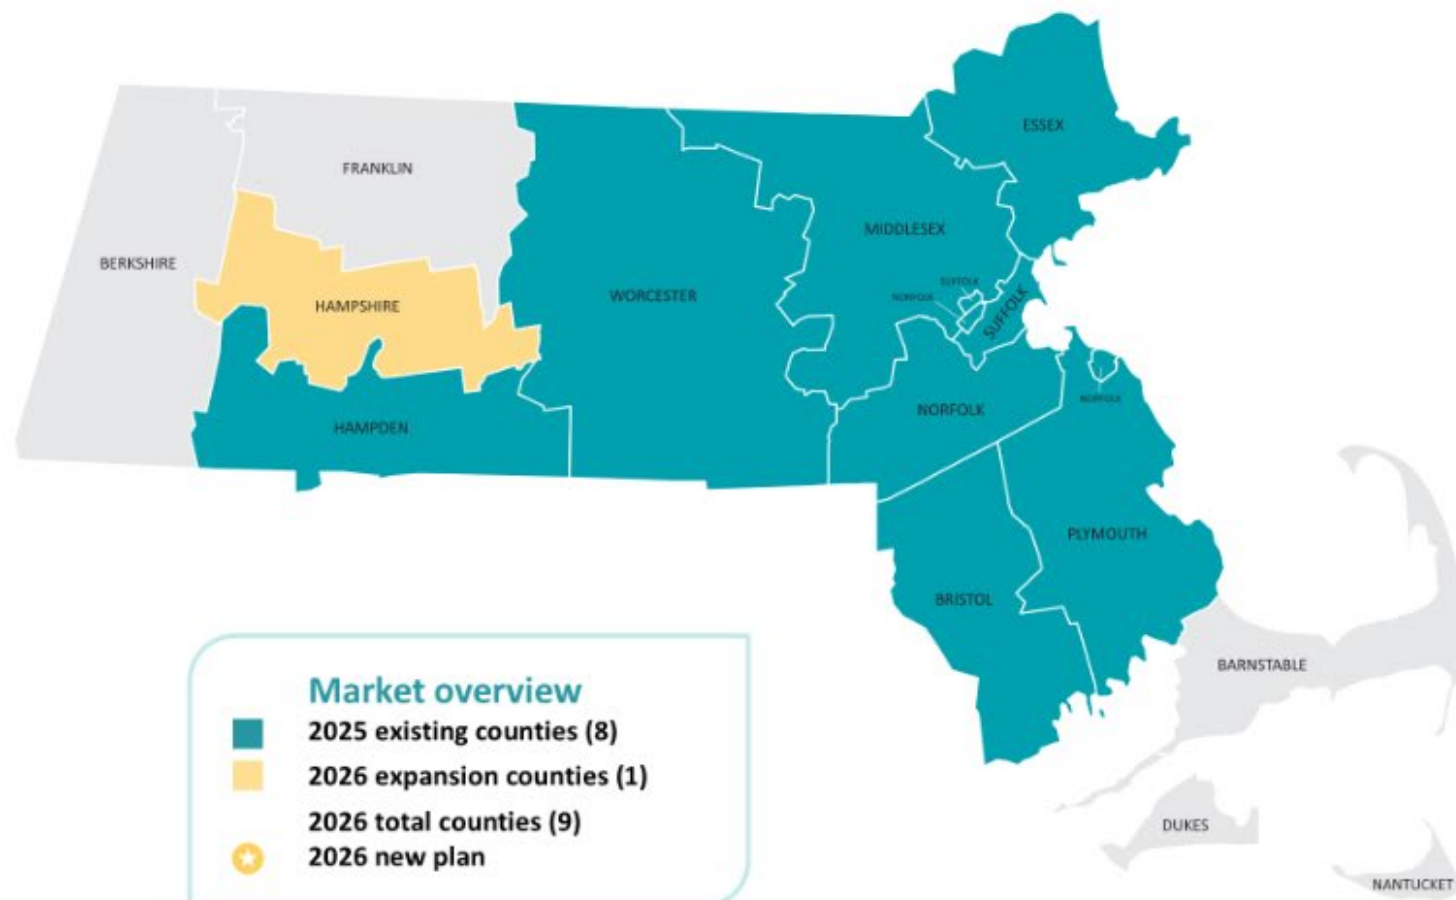 ESSEX
FRANKLIN
MIDDLESEX
BERKSHIRE
SUFFOLK
WORCESTER
NORFOLK
HAMPSHIRE
SUFFOLK
NORFOLK
NORFOLK
HAMPDEN
PLYMOUTH
BRISTOL
BARNSTABLE
Market overview
2025 existing counties (8)
2026 expansion counties (1)
2026 total counties (9)
2026 new plan
DUKES
NANTUCKET